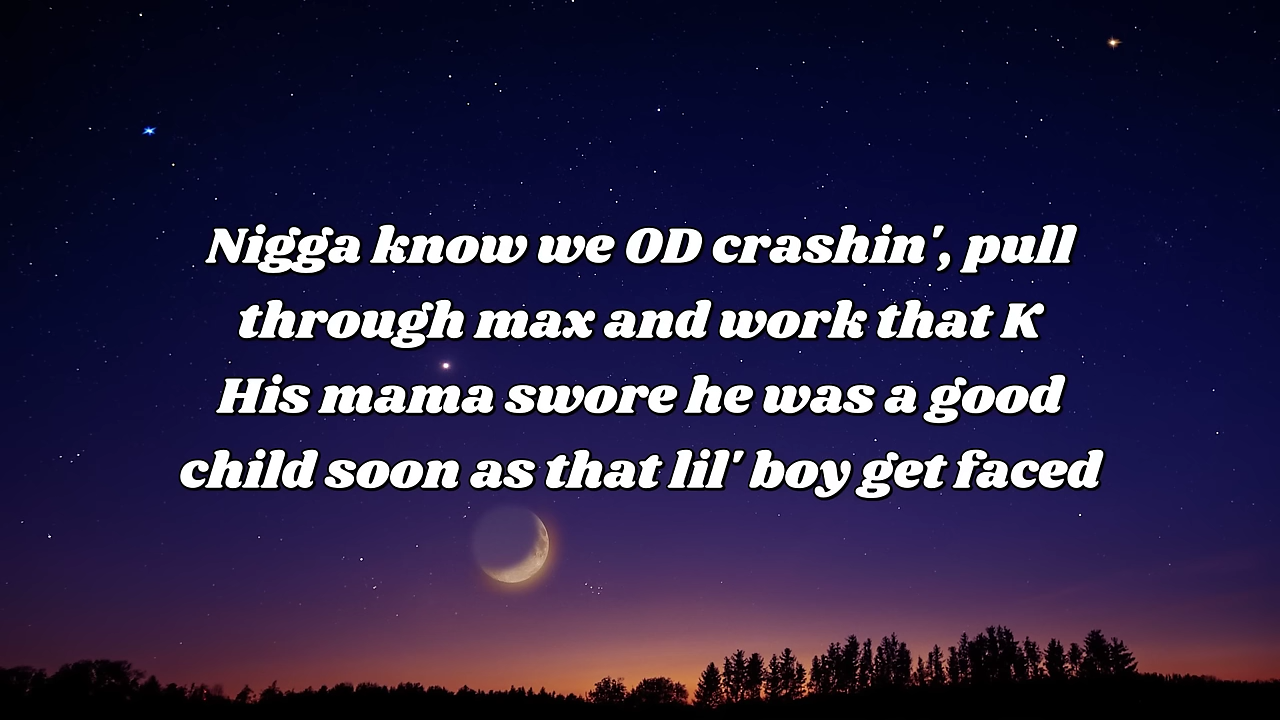 Nigga know we OD crashin', pull
through max and work that K
His mama swore he was a good
child soon as that lil' boy get faced